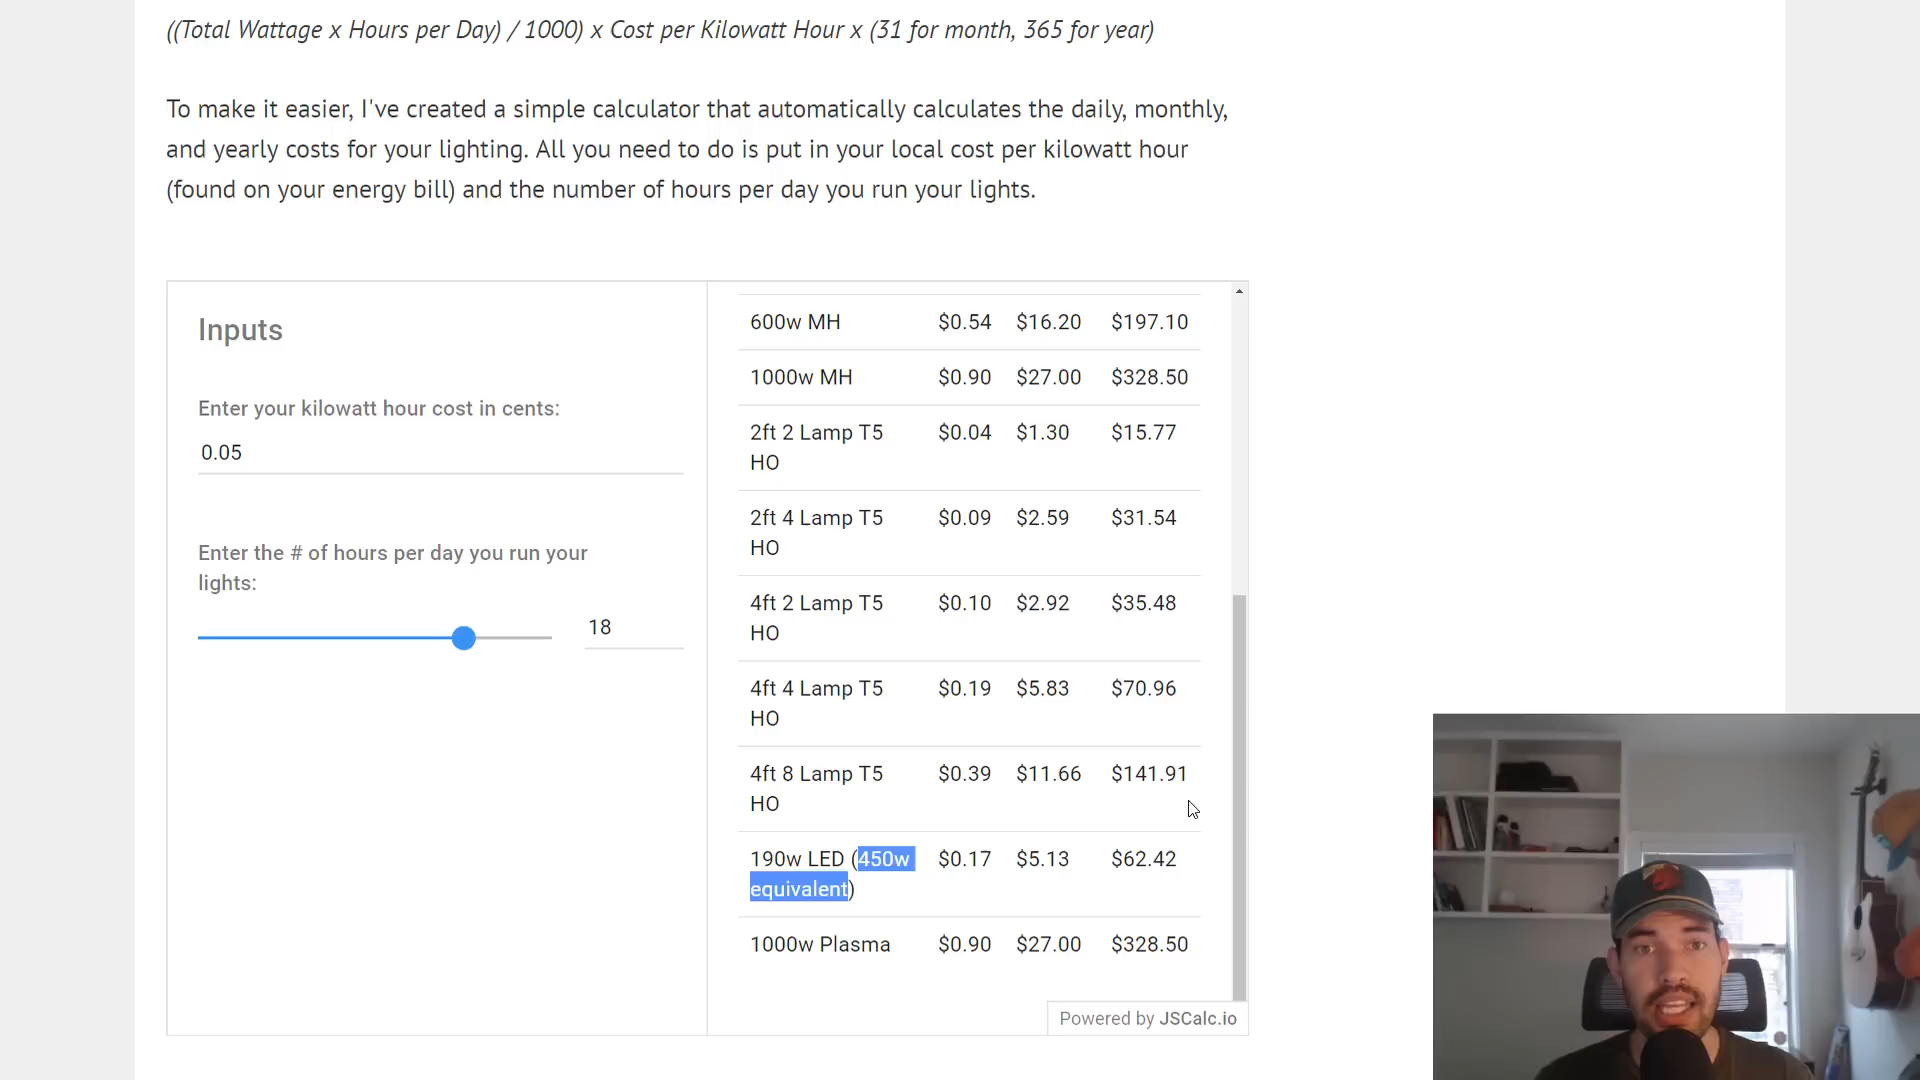 ((Total Wattage x Hours per Day) / 1000) x Cost per Kilowatt Hour x (31 for month, 365 for year)
To make it easier, I've created a simple calculator that automatically calculates the daily, monthly,
and yearly costs for your lighting. All you need to do is put in your local cost per kilowatt hour
(found on your energy bill) and the number of hours per day you run your lights.
Inputs
Enter your kilowatt hour cost in cents:
0.05
Enter the # of hours per day you run your
lights:
18
600w MH $0.54 $16.20 $197.10
1000w MH $0.90 $27.00 $328.50
2ft 2 Lamp T5 $0.04 $1.30 $15.77
HO
2ft 4 Lamp T5 $0.09 $2.59 $31.54
HO
4ft 2 Lamp T5 $0.10 $2.92 $35.48
HO
4ft 4 Lamp T5 $0.19 $5.83 $70.96
HO
4ft 8 Lamp T5 $0.39 $11.66 $141.91
HO
190w LED (450w $0.17 $5.13 $62.42
equivalent)
1000w Plasma $0.90 $27.00 $328.50
Powered by JSCalc.io